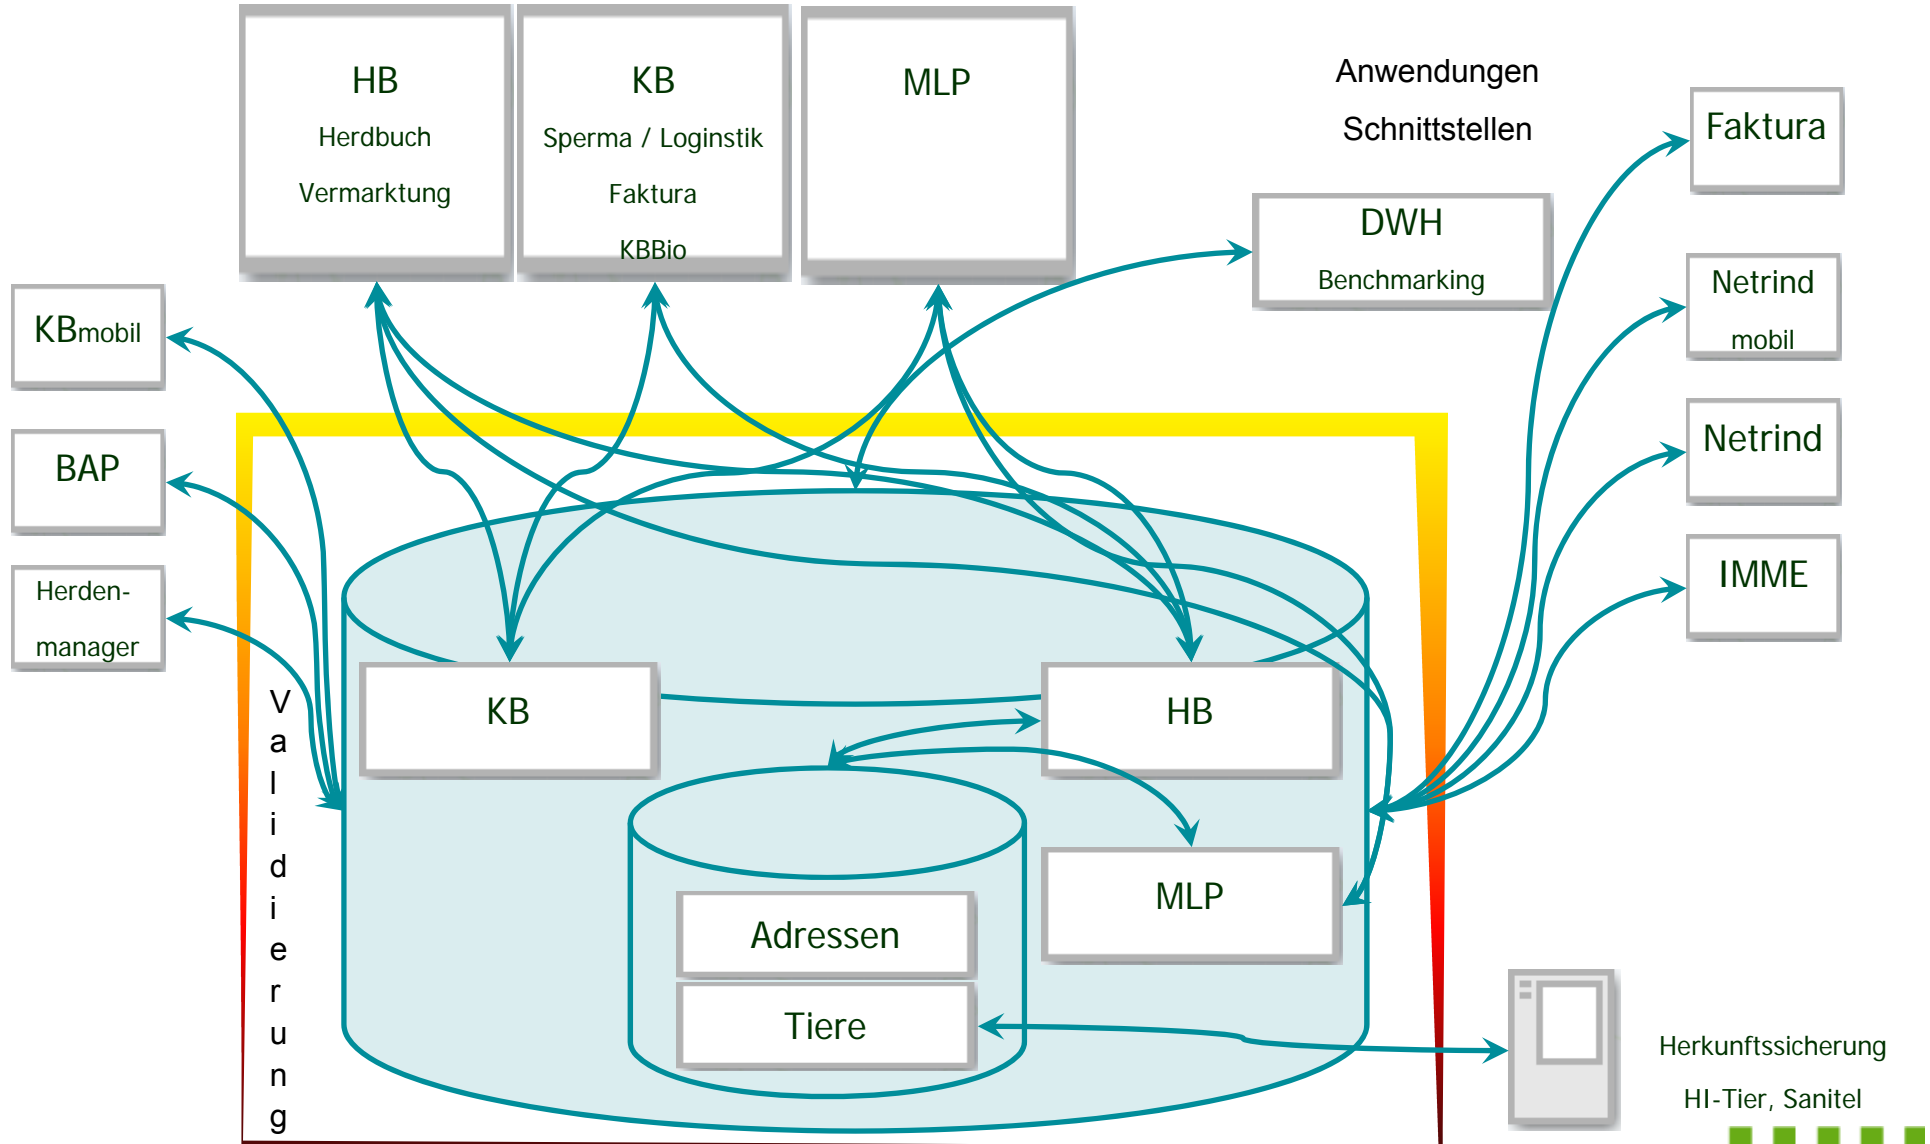 HB
Herdbuch
Vermarktung
KB
Sperma / Loginstik
Faktura
KBBio
MLP
Anwendungen
Schnittstellen
DWH
Benchmarking
Faktura
Netrind
mobil
Netrind
IMME
KBmobil
BAP
Herden-
manager
Validierung
KB
HB
MLP
Adressen
Tiere
Herkunftssicherung
HI-Tier, Sanitel